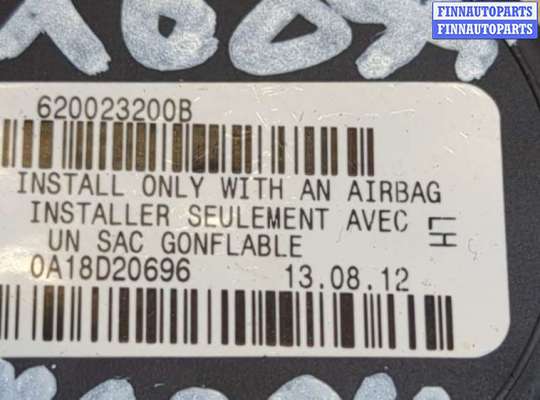 FINNAUTOPARTS
FINNAUTOPARTS
620023200B
INSTALL ONLY WITH AN AIRBAG
INSTALLER SEULEMENT AVEC
UN SAC GONFLABLE
LH
0A18D20696 13.08.12